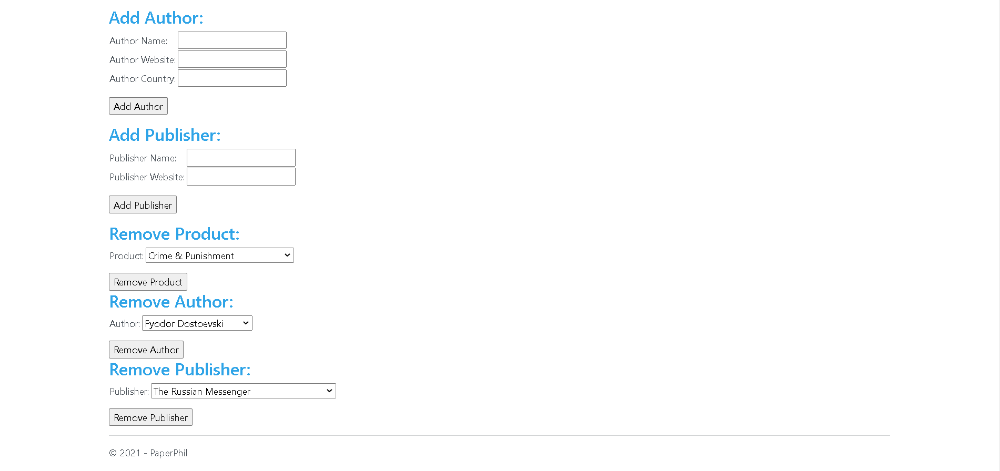 Add Author:
Author Name:
Author Website:
Author Country:
Add Author
Add Publisher:
Publisher Name:
Publisher Website:
Add Publisher
Remove Product:
Product: Crime & Punishment
Remove Product
Remove Author:
Author: Fyodor Dostoevski
Remove Author
Remove Publisher:
Publisher: The Russian Messenger
Remove Publisher
© 2021 - PaperPhil